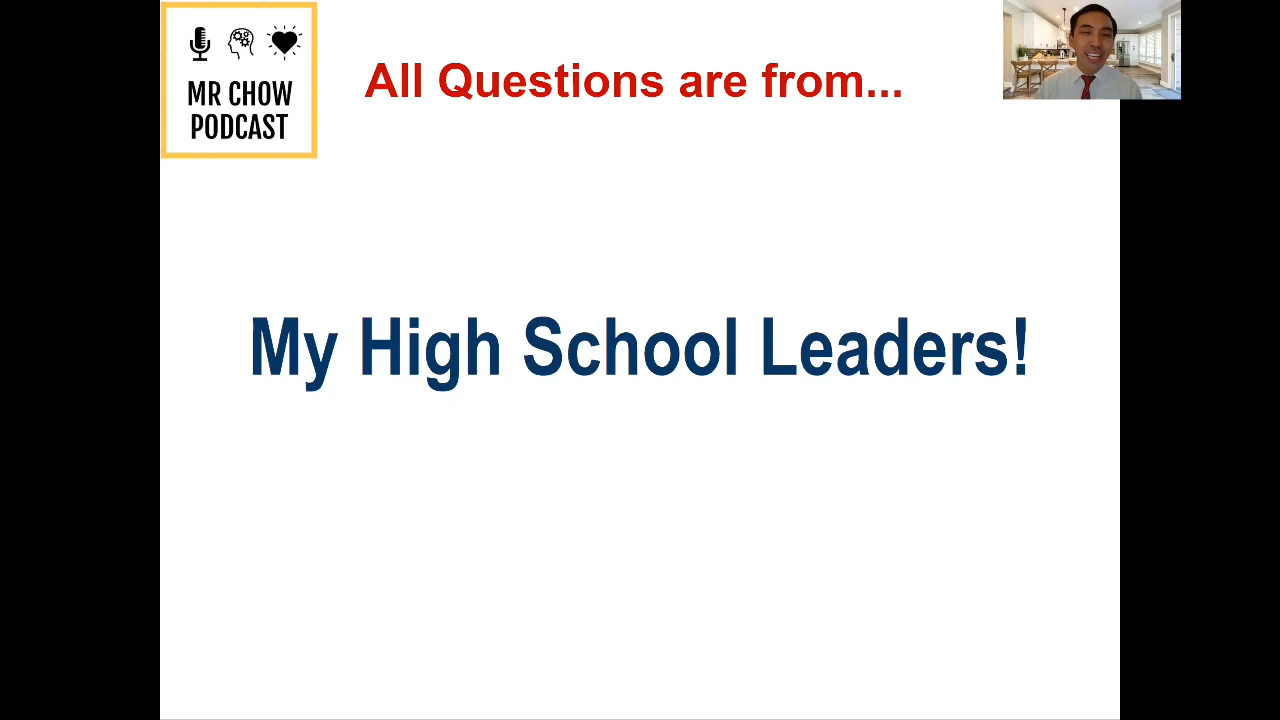 MR CHOW
PODCAST
All Questions are from...
My High School Leaders!